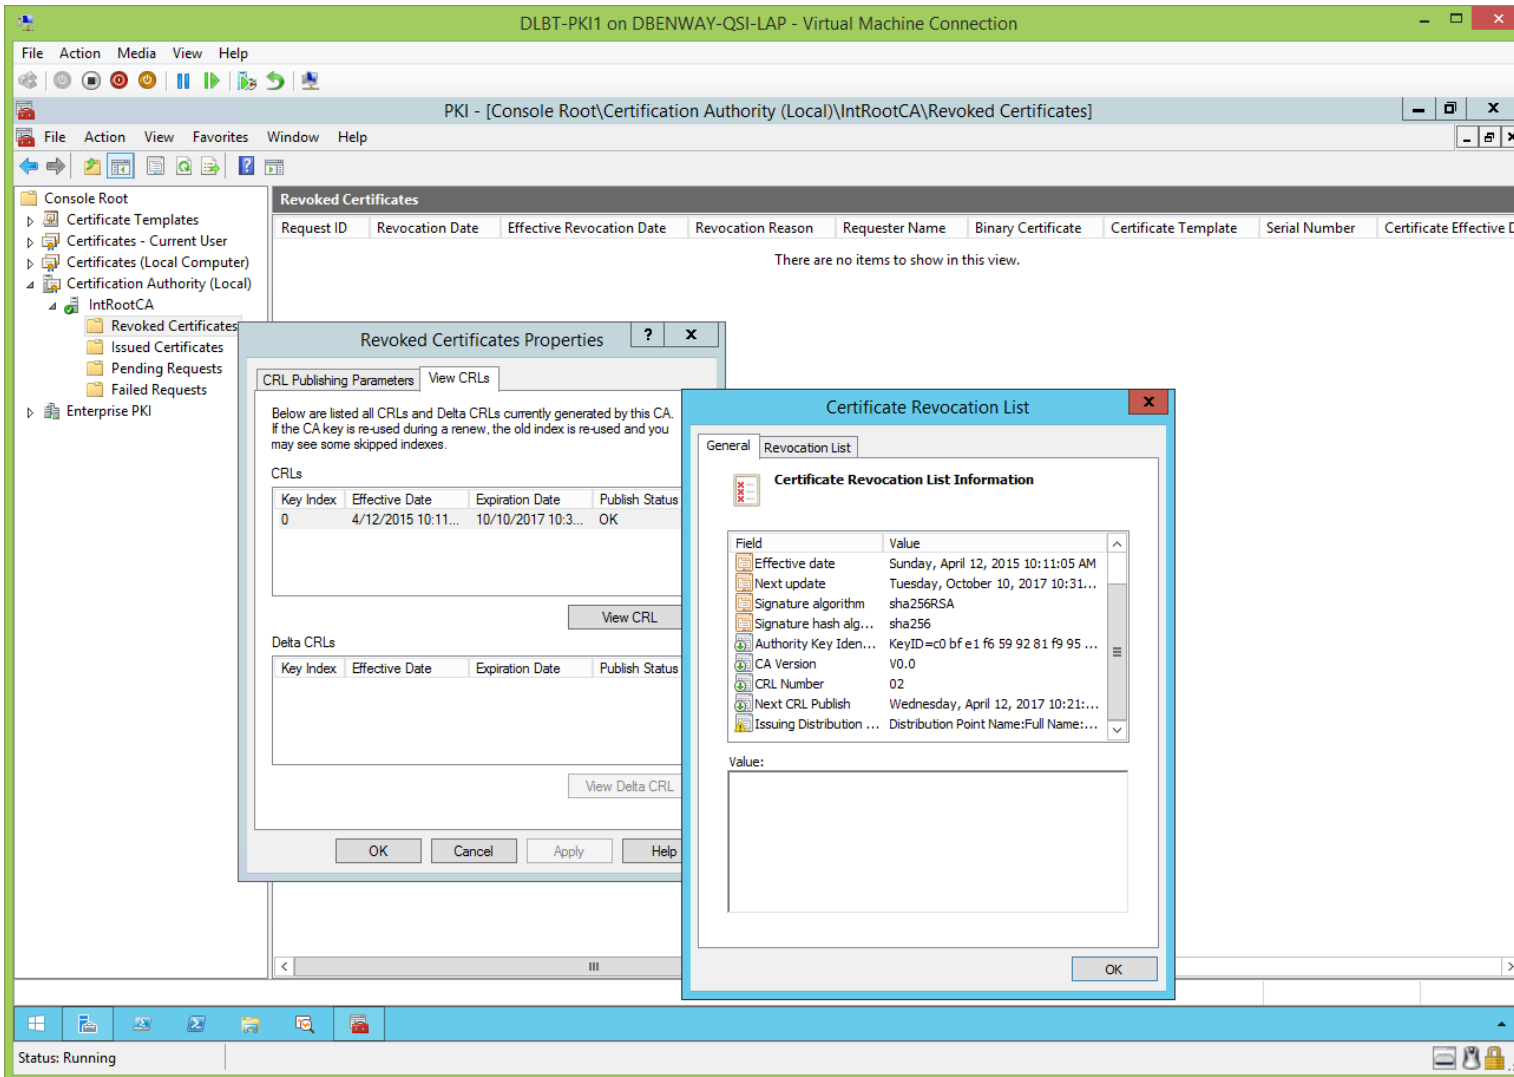 DLBT-PKI1 on DBENWAY-QSI-LAP - Virtual Machine Connection
File Action Media View Help
PKI - [Console Root\Certification Authority (Local)\IntRootCA\Revoked Certificates]
File Action View Favorites Window Help
Console Root
Certificate Templates
Certificates - Current User
Certificates (Local Computer)
Certification Authority (Local)
IntRootCA
Revoked Certificates
Issued Certificates
Pending Requests
Failed Requests
Enterprise PKI
Revoked Certificates
Request ID Revocation Date Effective Revocation Date Revocation Reason Requester Name Binary Certificate Certificate Template Serial Number Certificate Effective D
There are no items to show in this view.
Revoked Certificates Properties
CRL Publishing Parameters View CRLs
Below are listed all CRLs and Delta CRLs currently generated by this CA.
If the CA key is re-used during a renew, the old index is re-used and you
may see some skipped indexes.
CRLs
Key Index Effective Date Expiration Date Publish Status
0 4/12/2015 10:11... 10/10/2017 10:3... OK
View CRL
Delta CRLs
Key Index Effective Date Expiration Date Publish Status
View Delta CRL
OK Cancel Apply Help
Certificate Revocation List
General Revocation List
Certificate Revocation List Information
Field Value
Effective date Sunday, April 12, 2015 10:11:05 AM
Next update Tuesday, October 10, 2017 10:31...
Signature algorithm sha256RSA
Signature hash alg... sha256
Authority Key Iden... KeyID=c0 bf e1 f6 59 92 81 f9 95 ...
CA Version V0.0
CRL Number 02
Next CRL Publish Wednesday, April 12, 2017 10:21:...
Issuing Distribution ... Distribution Point Name:Full Name:...
Value:
OK
Status: Running